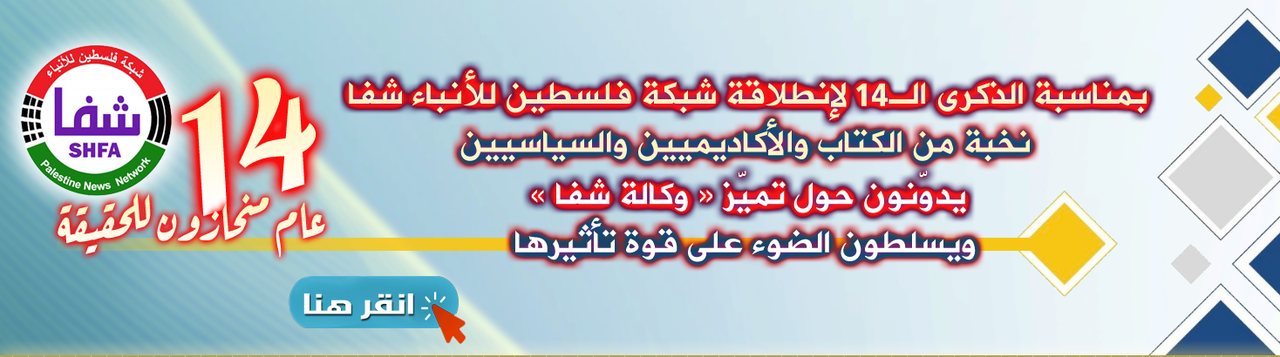 بمناسبة الذكرى الـ14 لإنطلاقة شبكة فلسطين للأنباء شفا
نخبة من الكتاب والأكاديميين والسياسيين
يدوّنون حول تميّز « وكالة شفا »
ويسلطون الضوء على قوة تأثيرها
شبكة فلسطين للأنباء
شفا
SHFA
Palestine News Network
14
عام منحازون للحقيقة
انقر هنا